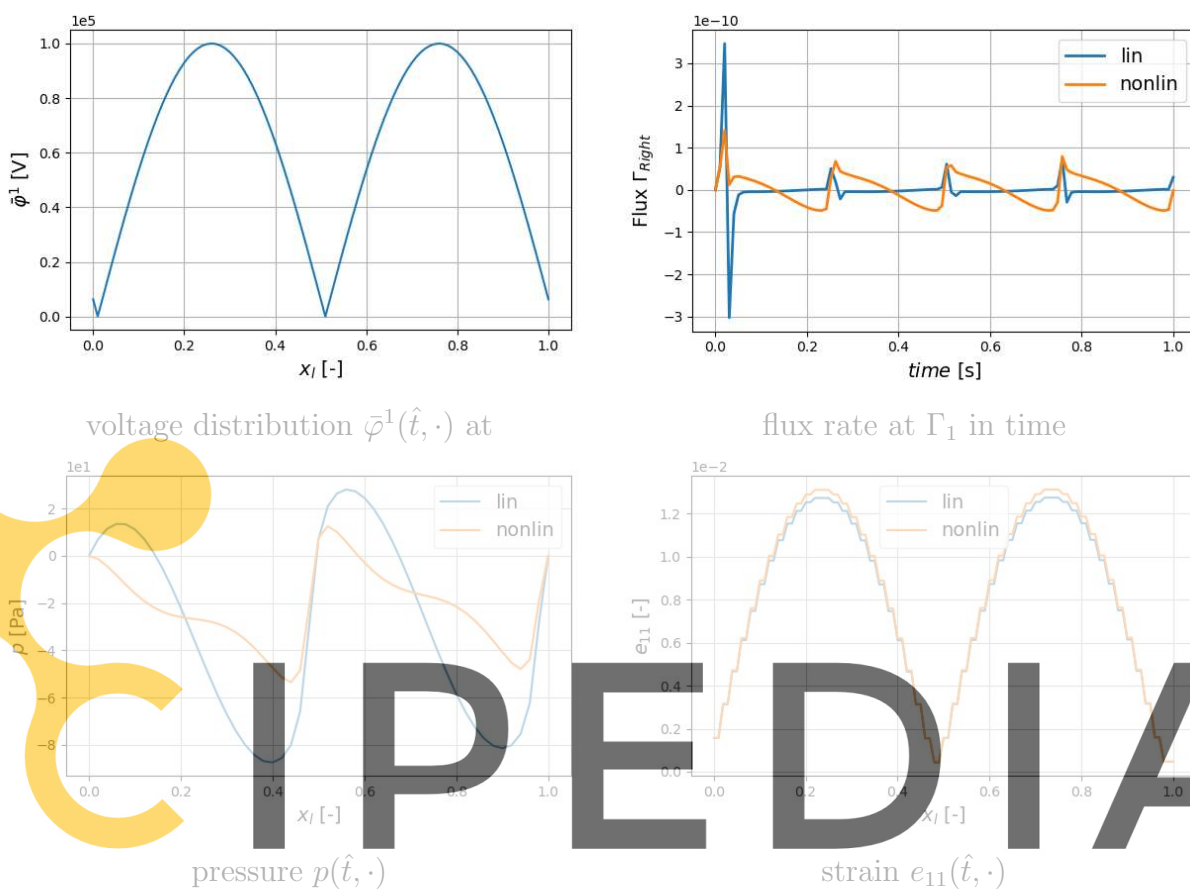 1e5
1.0
0.8
0.6
0.4
0.2
0.0
φ̄¹ [V]
0.0 0.2 0.4 0.6 0.8 1.0
x_l [-]
voltage distribution φ̄¹(t̂, ·) at
1e−10
3
2
1
0
−1
−2
−3
Flux Γ_Right
lin
nonlin
0.0 0.2 0.4 0.6 0.8 1.0
time [s]
flux rate at Γ₁ in time
1e1
2
0
−2
−4
−6
−8
p [Pa]
lin
nonlin
0.0 0.2 0.4 0.6 0.8 1.0
x_l [-]
pressure p(t̂, ·)
1e−2
1.2
1.0
0.8
0.6
0.4
0.2
0.0
e₁₁ [-]
lin
nonlin
0.0 0.2 0.4 0.6 0.8 1.0
x_l [-]
strain e₁₁(t̂, ·)
CIPEDIA